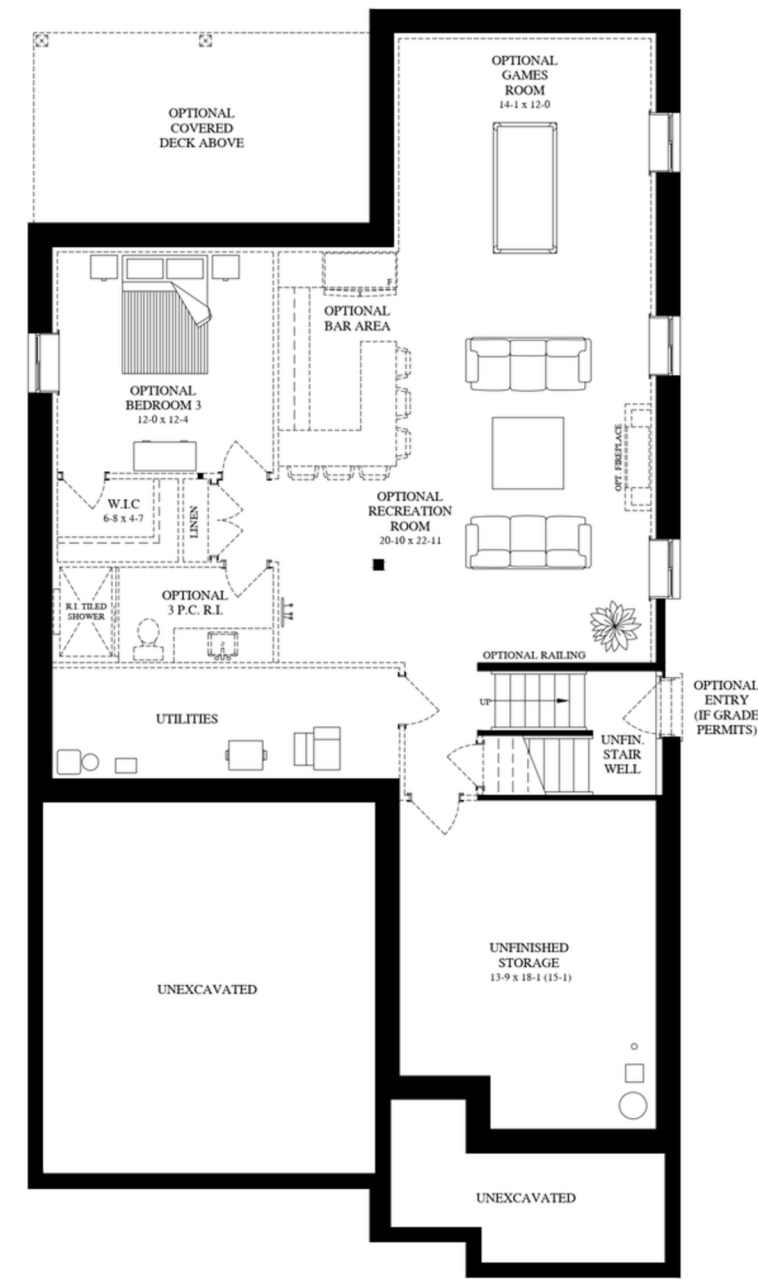 OPTIONAL
GAMES
ROOM
14-1 x 12-0
OPTIONAL
COVERED
DECK ABOVE
OPTIONAL
BAR AREA
OPTIONAL
BEDROOM 3
12-0 x 12-4
OPT FIREPLACE
W.I.C
6-8 x 4-7
LINEN
OPTIONAL
RECREATION
ROOM
20-10 x 22-11
R.I. TILED
SHOWER
OPTIONAL
3 P.C. R.I.
OPTIONAL RAILING
UP
OPTIONAL
ENTRY
(IF GRADE
PERMITS)
UTILITIES
UNFIN.
STAIR
WELL
UNFINISHED
STORAGE
13-9 x 18-1 (15-1)
UNEXCAVATED
UNEXCAVATED